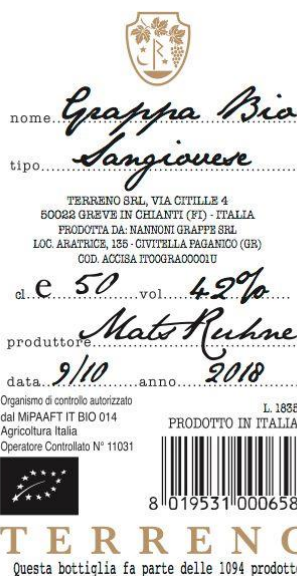 nome Grappa Bio
tipo Sangiovese
TERRENO SRL, VIA CITILLE 4
50022 GREVE IN CHIANTI (FI) - ITALIA
PRODOTTA DA: NANNONI GRAPPE SRL
LOC. ARATRICE, 135 - CIVITELLA PAGANICO (GR)
COD. ACCISA IT00GRA00001U
cl e 50 vol 42%
produttore Mats Ruhne
data 9/10 anno 2018
Organismo di controllo autorizzato
dal MiPAAFT IT BIO 014
Agricoltura Italia
Operatore Controllato N° 11031
L. 1835
PRODOTTO IN ITALIA
8 019531 000658
TERRENO
Questa bottiglia fa parte delle 1094 prodotte